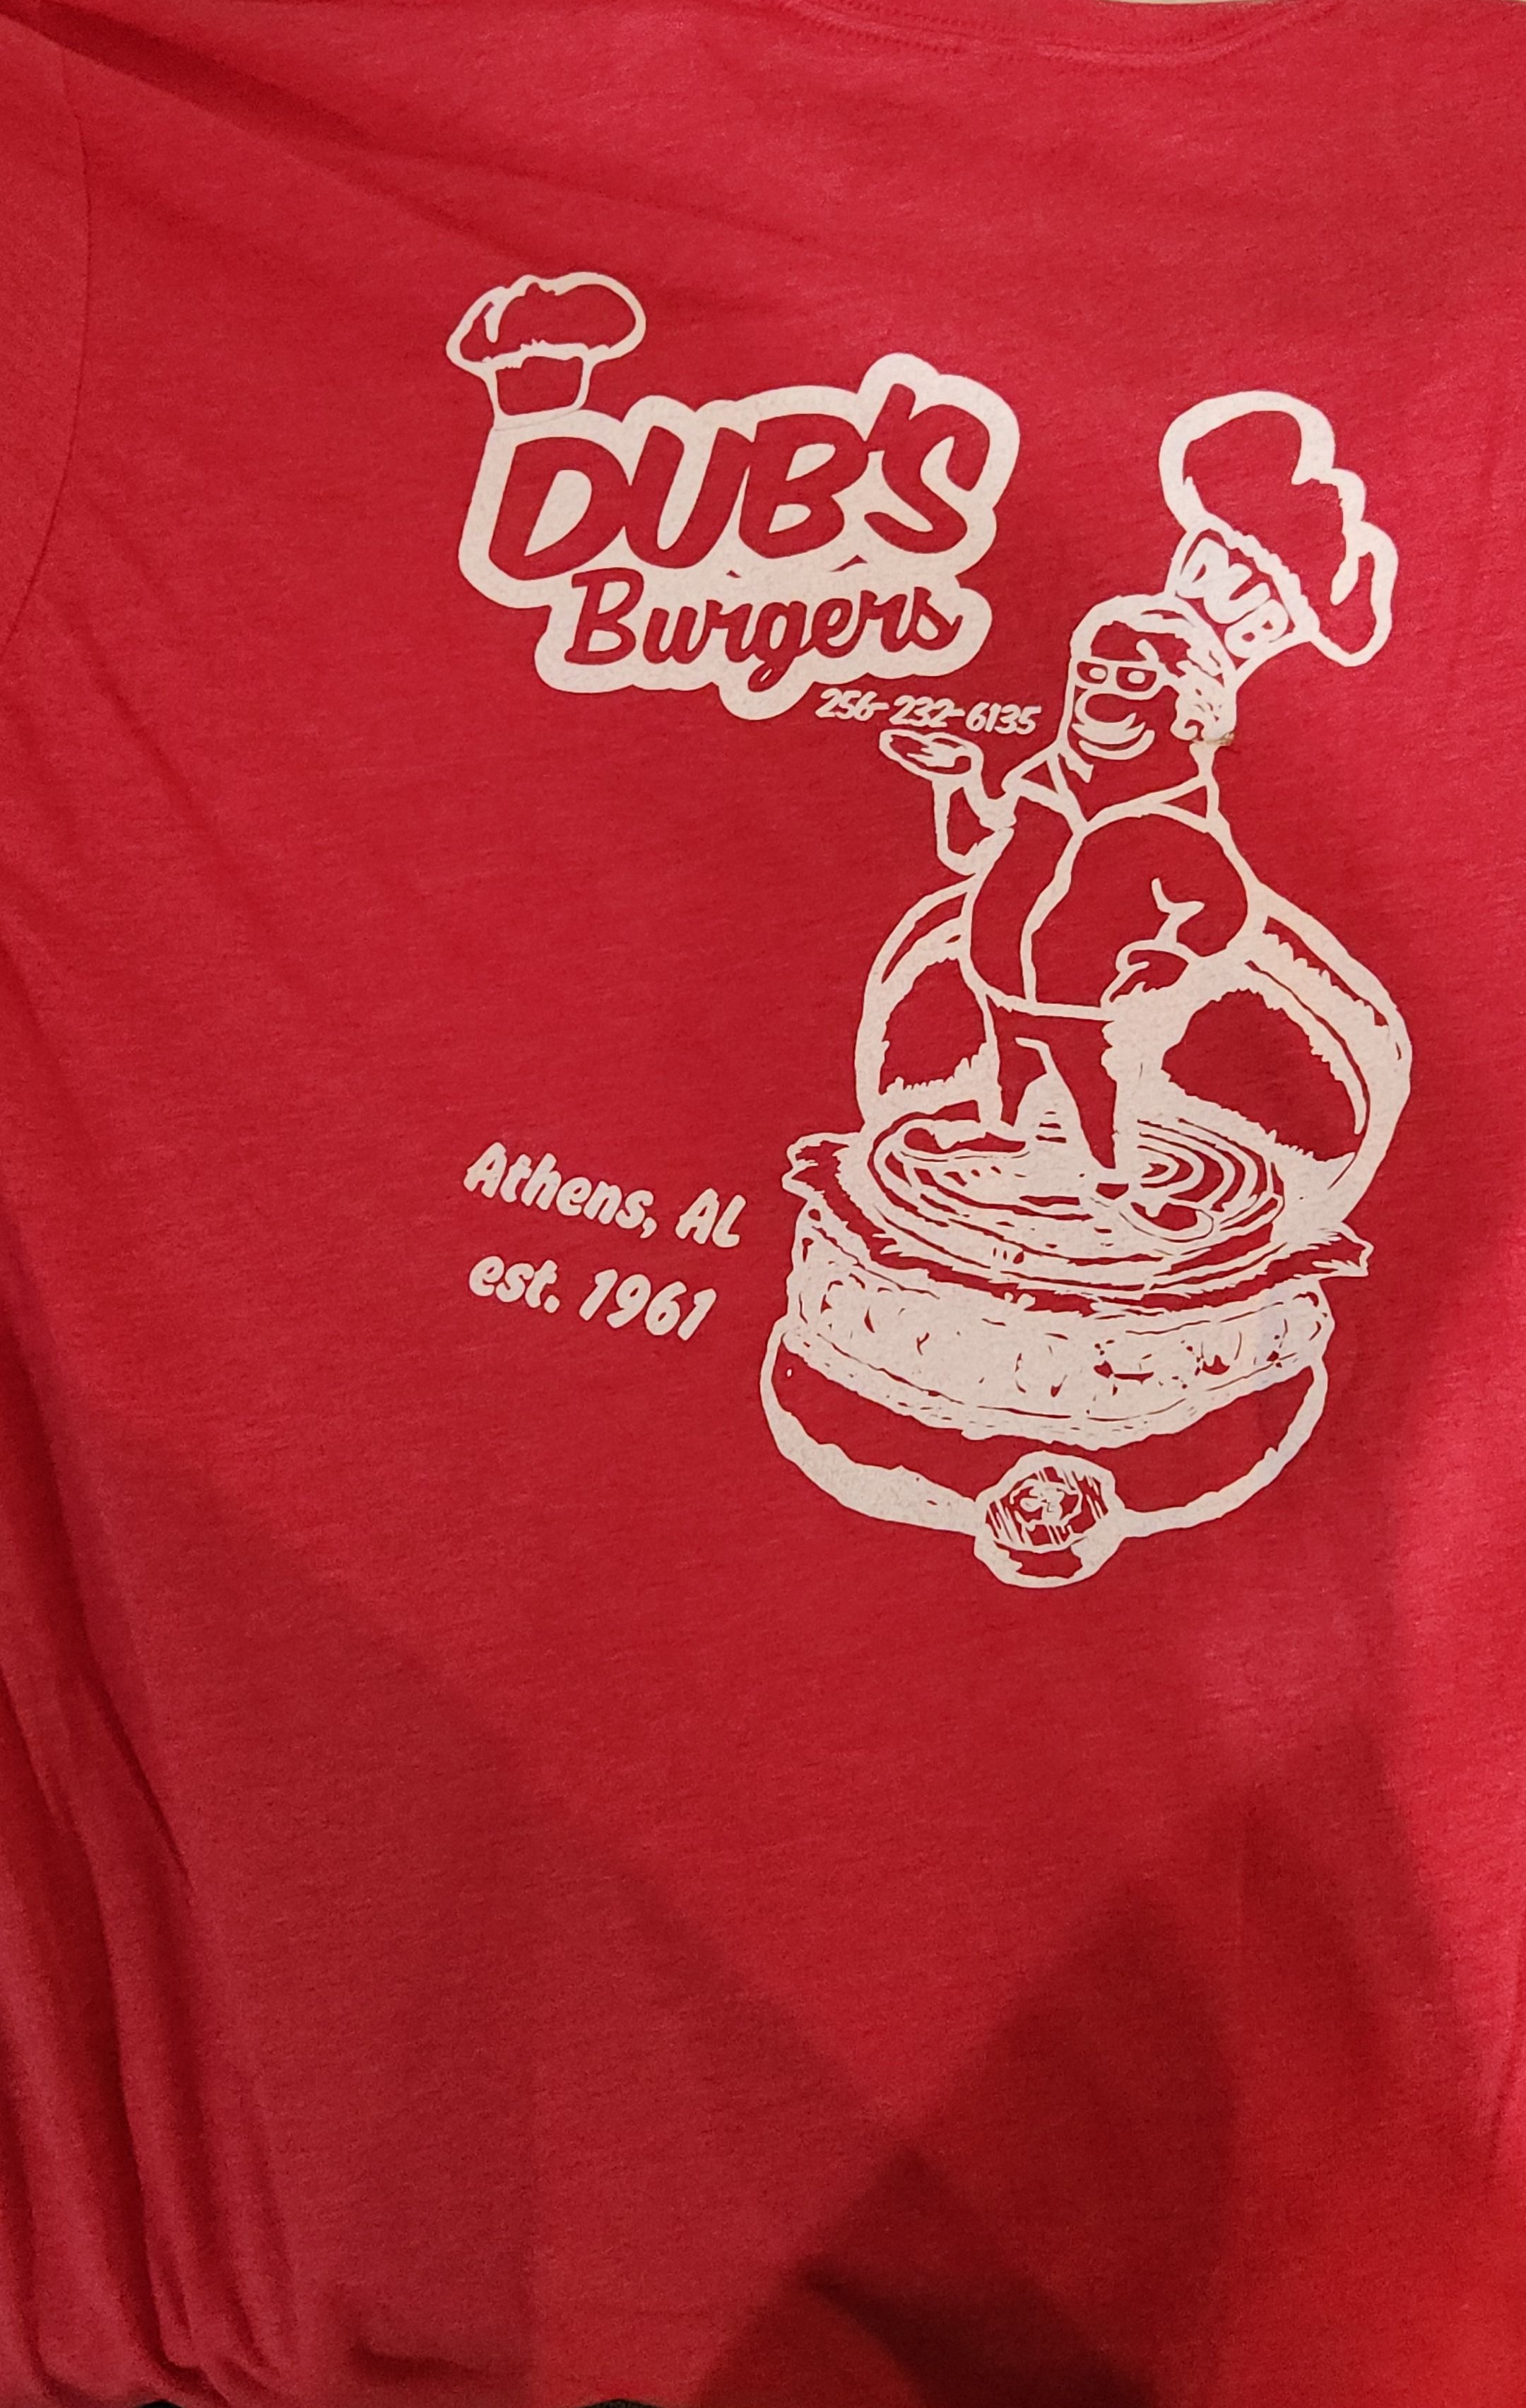 DUB'S
Burgers
256-232-6135
DUB
Athens, AL
est. 1961